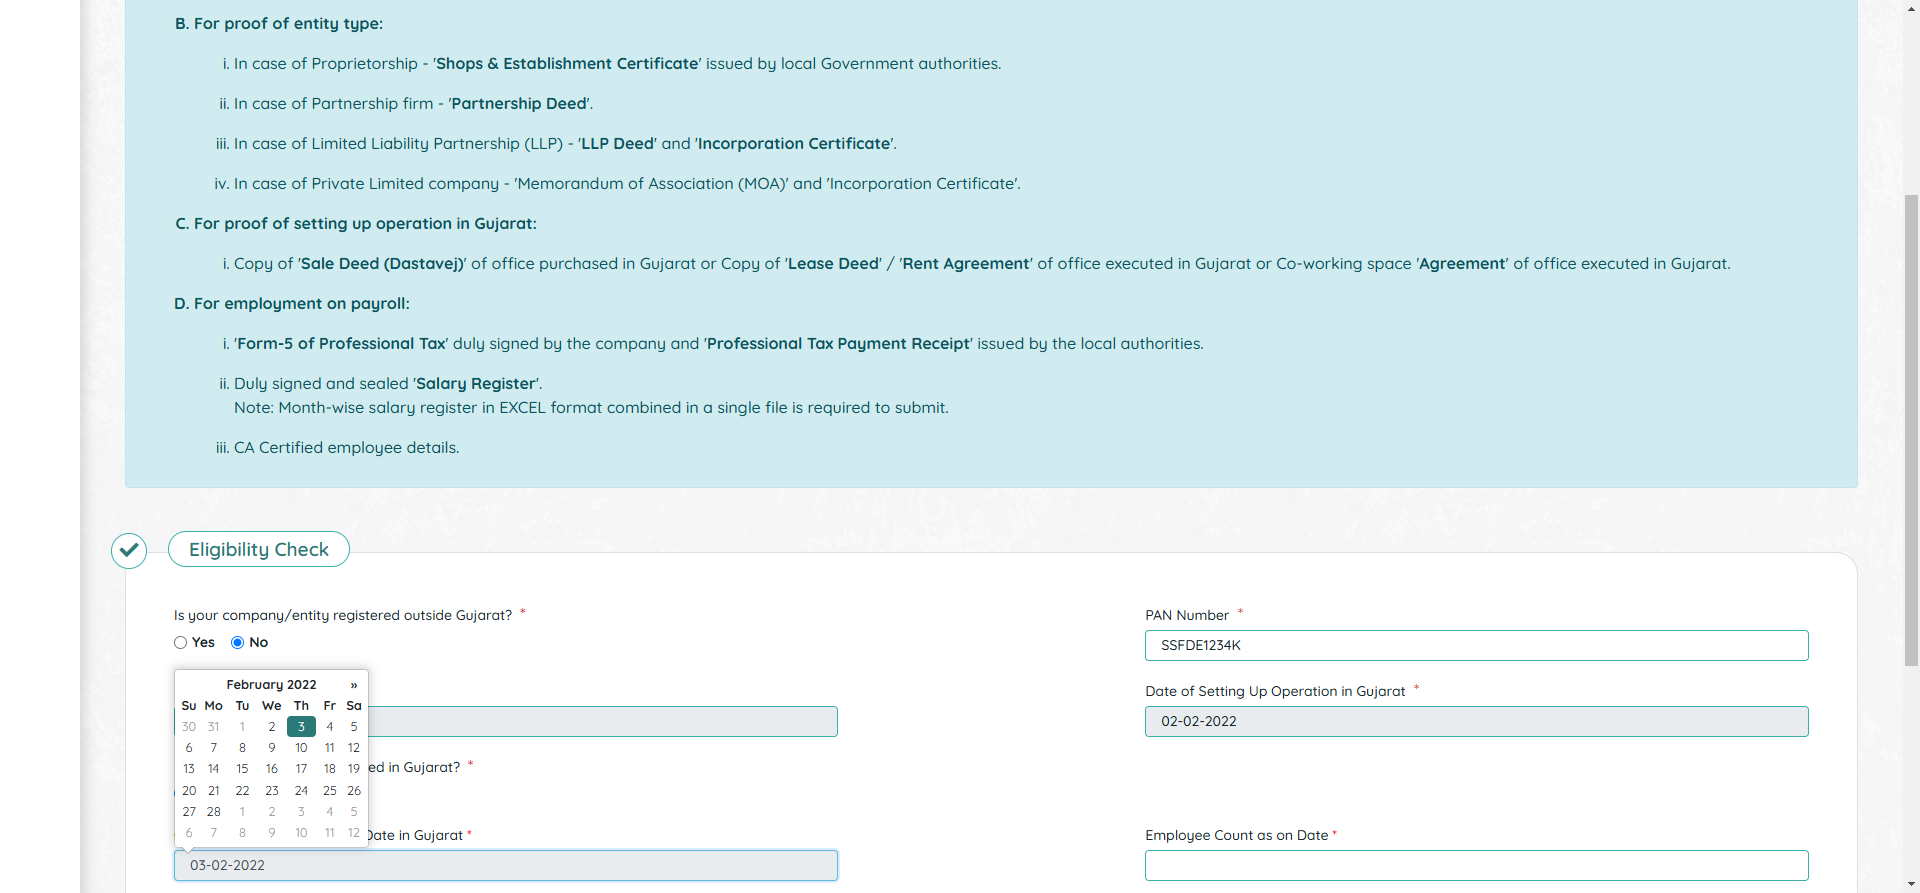 B. For proof of entity type:
i. In case of Proprietorship - 'Shops & Establishment Certificate' issued by local Government authorities.
ii. In case of Partnership firm - 'Partnership Deed'.
iii. In case of Limited Liability Partnership (LLP) - 'LLP Deed' and 'Incorporation Certificate'.
iv. In case of Private Limited company - 'Memorandum of Association (MOA)' and 'Incorporation Certificate'.
C. For proof of setting up operation in Gujarat:
i. Copy of 'Sale Deed (Dastavej)' of office purchased in Gujarat or Copy of 'Lease Deed' / 'Rent Agreement' of office executed in Gujarat or Co-working space 'Agreement' of office executed in Gujarat.
D. For employment on payroll:
i. 'Form-5 of Professional Tax' duly signed by the company and 'Professional Tax Payment Receipt' issued by the local authorities.
ii. Duly signed and sealed 'Salary Register'.
Note: Month-wise salary register in EXCEL format combined in a single file is required to submit.
iii. CA Certified employee details.
Eligibility Check
Is your company/entity registered outside Gujarat? *
Yes No
PAN Number *
SSFDE1234K
February 2022 »
Su Mo Tu We Th Fr Sa
30 31 1 2 3 4 5
6 7 8 9 10 11 12
13 14 15 16 17 18 19
20 21 22 23 24 25 26
27 28 1 2 3 4 5
6 7 8 9 10 11 12
Date of Setting Up Operation in Gujarat *
02-02-2022
ed in Gujarat? *
Date in Gujarat *
03-02-2022
Employee Count as on Date *